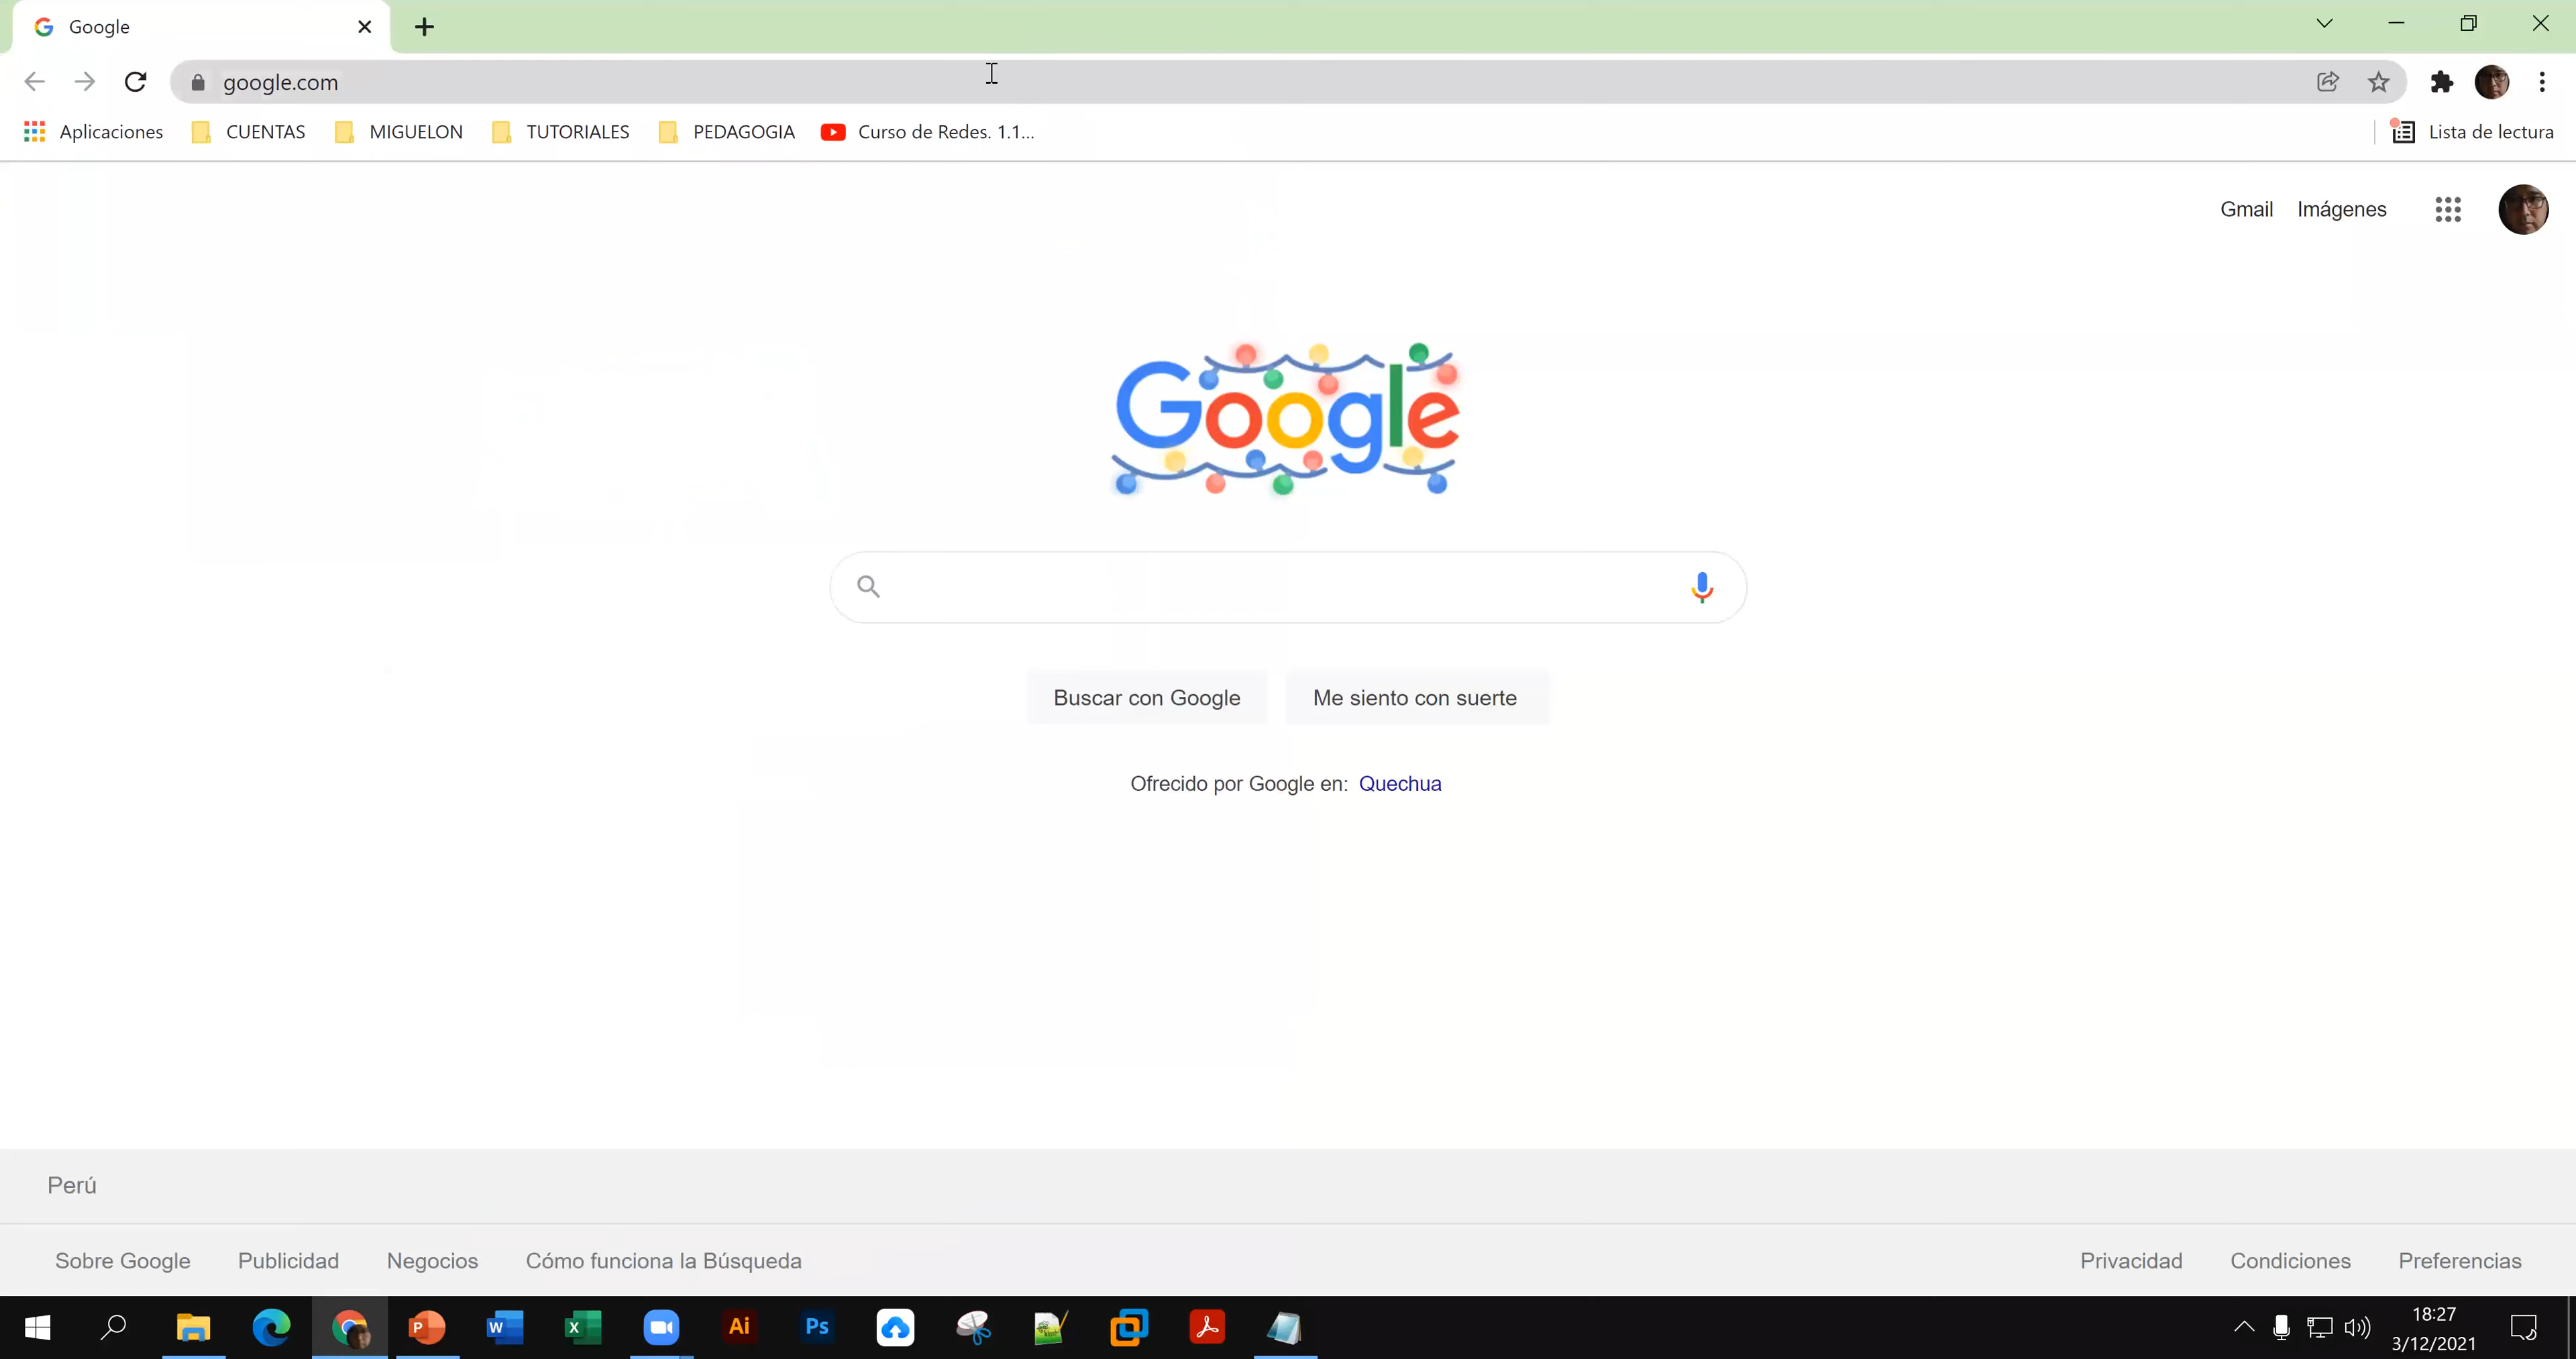 Google
google.com
Aplicaciones CUENTAS MIGUELON TUTORIALES PEDAGOGIA Curso de Redes. 1.1... Lista de lectura
Gmail Imágenes
Google
Buscar con Google Me siento con suerte
Ofrecido por Google en: Quechua
Perú
Sobre Google Publicidad Negocios Cómo funciona la Búsqueda Privacidad Condiciones Preferencias
P W X Ai Ps
18:27
3/12/2021